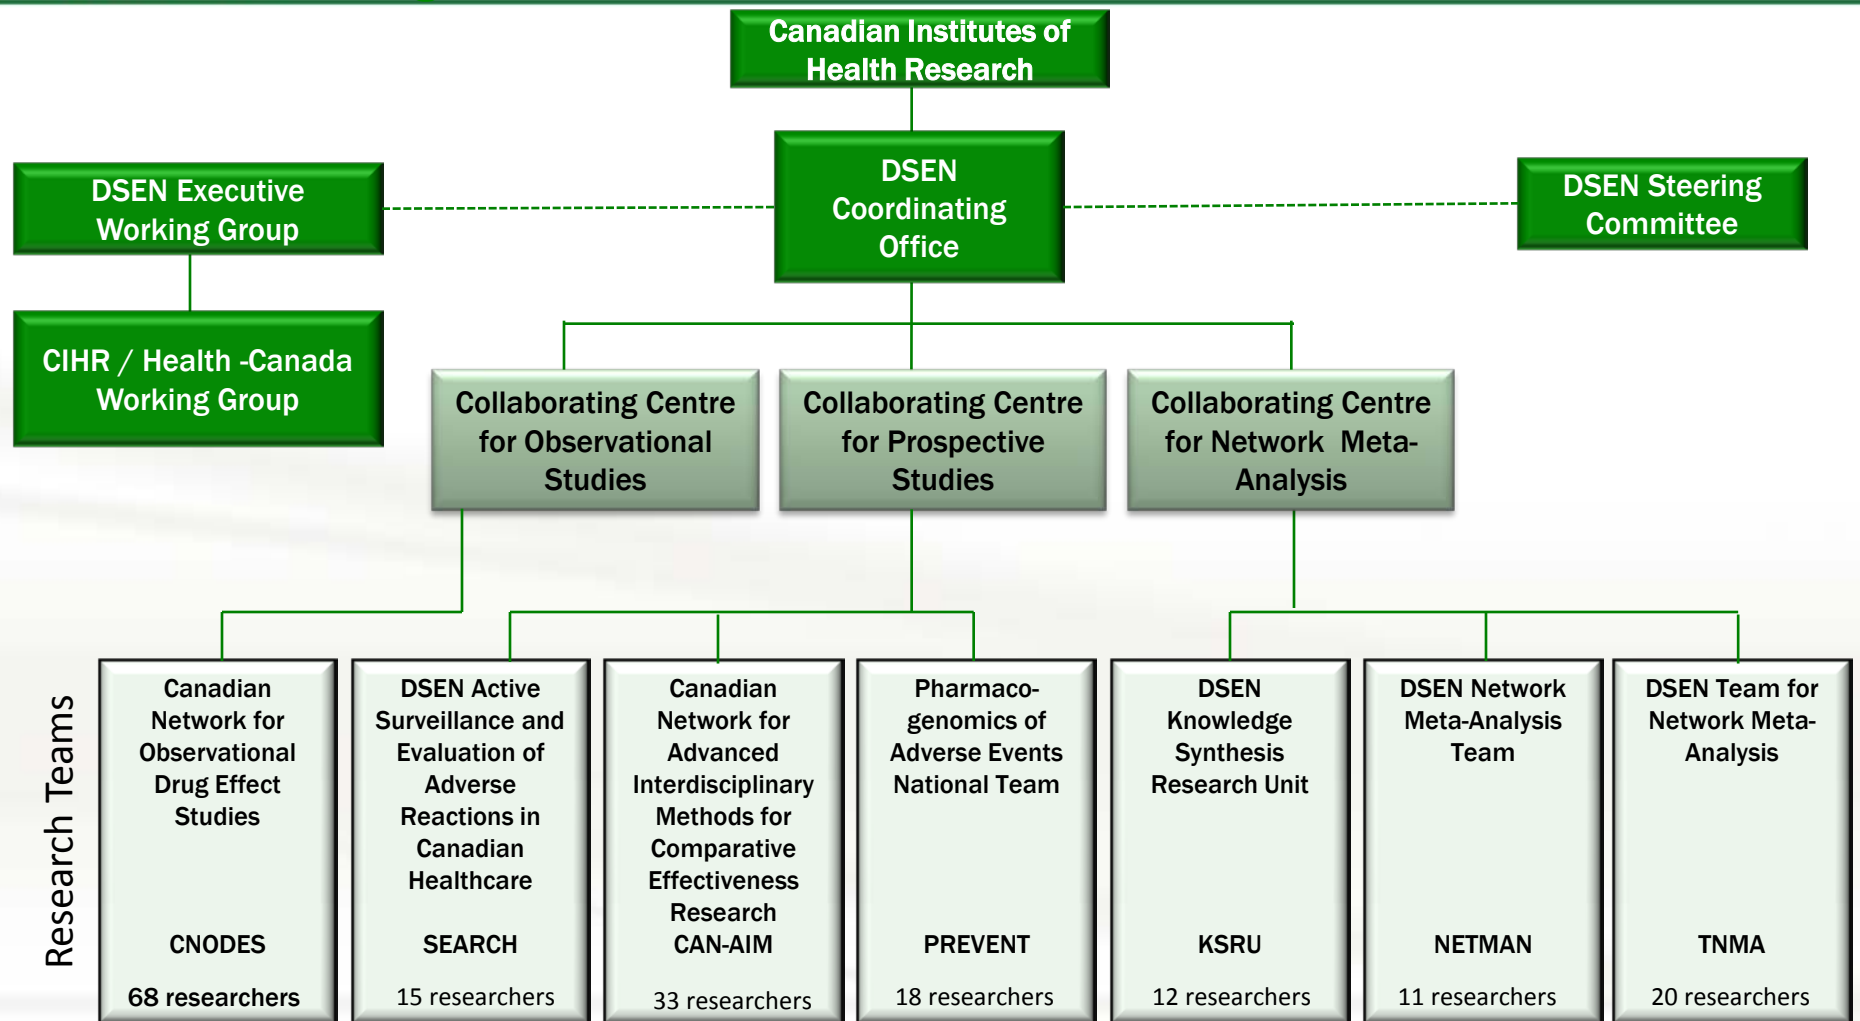 Canadian Institutes of
Health Research
DSEN
Coordinating
Office
DSEN Executive
Working Group
DSEN Steering
Committee
CIHR / Health -Canada
Working Group
Collaborating Centre
for Observational
Studies
Collaborating Centre
for Prospective
Studies
Collaborating Centre
for Network Meta-
Analysis
Research Teams
Canadian
Network for
Observational
Drug Effect
Studies
CNODES
68 researchers
DSEN Active
Surveillance and
Evaluation of
Adverse
Reactions in
Canadian
Healthcare
SEARCH
15 researchers
Canadian
Network for
Advanced
Interdisciplinary
Methods for
Comparative
Effectiveness
Research
CAN-AIM
33 researchers
Pharmaco-
genomics of
Adverse Events
National Team
PREVENT
18 researchers
DSEN
Knowledge
Synthesis
Research Unit
KSRU
12 researchers
DSEN Network
Meta-Analysis
Team
NETMAN
11 researchers
DSEN Team for
Network Meta-
Analysis
TNMA
20 researchers